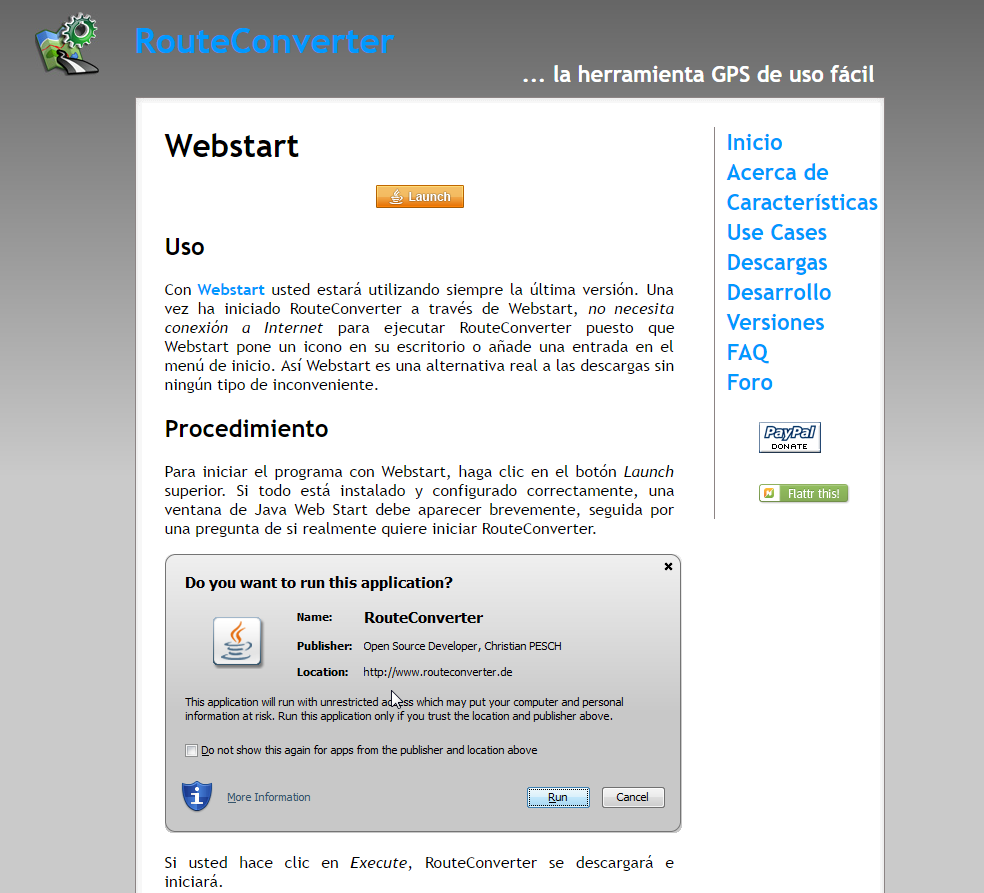 RouteConverter
... la herramienta GPS de uso fácil
Webstart
Launch
Uso
Con Webstart usted estará utilizando siempre la última versión. Una
vez ha iniciado RouteConverter a través de Webstart, no necesita
conexión a Internet para ejecutar RouteConverter puesto que
Webstart pone un icono en su escritorio o añade una entrada en el
menú de inicio. Así Webstart es una alternativa real a las descargas sin
ningún tipo de inconveniente.
Procedimiento
Para iniciar el programa con Webstart, haga clic en el botón Launch
superior. Si todo está instalado y configurado correctamente, una
ventana de Java Web Start debe aparecer brevemente, seguida por
una pregunta de si realmente quiere iniciar RouteConverter.
Do you want to run this application?
Name: RouteConverter
Publisher: Open Source Developer, Christian PESCH
Location: http://www.routeconverter.de
This application will run with unrestricted access which may put your computer and personal
information at risk. Run this application only if you trust the location and publisher above.
Do not show this again for apps from the publisher and location above
More Information
Run
Cancel
Si usted hace clic en Execute, RouteConverter se descargará e
iniciará.
Inicio
Acerca de
Características
Use Cases
Descargas
Desarrollo
Versiones
FAQ
Foro
PayPal
DONATE
Flattr this!